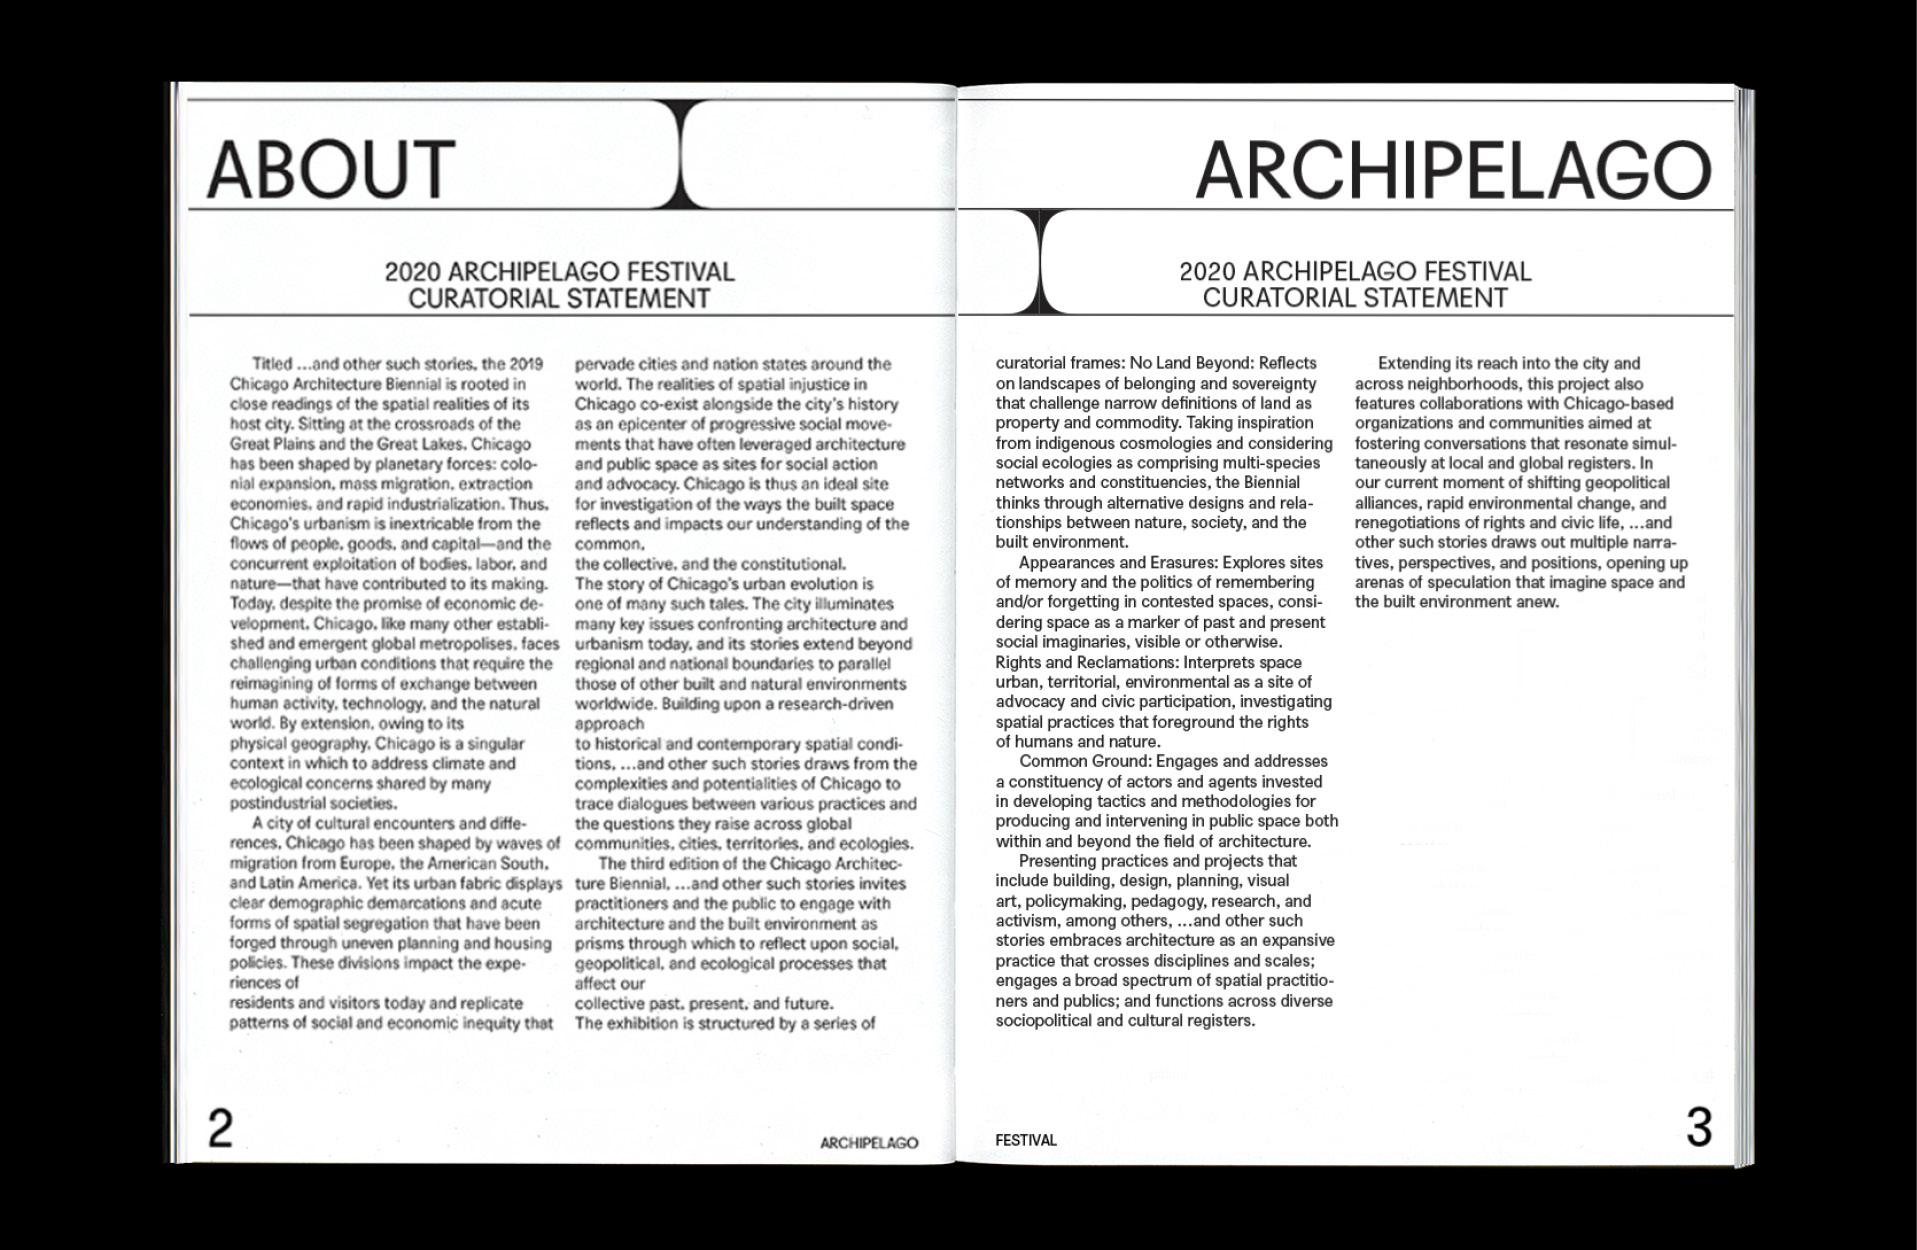 ABOUT
2020 ARCHIPELAGO FESTIVAL
CURATORIAL STATEMENT
Titled ...and other such stories, the 2019
Chicago Architecture Biennial is rooted in
close readings of the spatial realities of its
host city. Sitting at the crossroads of the
Great Plains and the Great Lakes, Chicago
has been shaped by planetary forces: colo-
nial expansion, mass migration, extraction
economies, and rapid industrialization. Thus,
Chicago's urbanism is inextricable from the
flows of people, goods, and capital—and the
concurrent exploitation of bodies, labor, and
nature—that have contributed to its making.
Today, despite the promise of economic de-
velopment, Chicago, like many other establi-
shed and emergent global metropolises, faces
challenging urban conditions that require the
reimagining of forms of exchange between
human activity, technology, and the natural
world. By extension, owing to its
physical geography, Chicago is a singular
context in which to address climate and
ecological concerns shared by many
postindustrial societies.
A city of cultural encounters and diffe-
rences, Chicago has been shaped by waves of
migration from Europe, the American South,
and Latin America. Yet its urban fabric displays
clear demographic demarcations and acute
forms of spatial segregation that have been
forged through uneven planning and housing
policies. These divisions impact the expe-
riences of
residents and visitors today and replicate
patterns of social and economic inequity that
pervade cities and nation states around the
world. The realities of spatial injustice in
Chicago co-exist alongside the city's history
as an epicenter of progressive social move-
ments that have often leveraged architecture
and public space as sites for social action
and advocacy. Chicago is thus an ideal site
for investigation of the ways the built space
reflects and impacts our understanding of the
common,
the collective, and the constitutional.
The story of Chicago's urban evolution is
one of many such tales. The city illuminates
many key issues confronting architecture and
urbanism today, and its stories extend beyond
regional and national boundaries to parallel
those of other built and natural environments
worldwide. Building upon a research-driven
approach
to historical and contemporary spatial condi-
tions, ...and other such stories draws from the
complexities and potentialities of Chicago to
trace dialogues between various practices and
the questions they raise across global
communities, cities, territories, and ecologies.
The third edition of the Chicago Architec-
ture Biennial, ...and other such stories invites
practitioners and the public to engage with
architecture and the built environment as
prisms through which to reflect upon social,
geopolitical, and ecological processes that
affect our
collective past, present, and future.
The exhibition is structured by a series of
2
ARCHIPELAGO
ARCHIPELAGO
2020 ARCHIPELAGO FESTIVAL
CURATORIAL STATEMENT
curatorial frames: No Land Beyond: Reflects
on landscapes of belonging and sovereignty
that challenge narrow definitions of land as
property and commodity. Taking inspiration
from indigenous cosmologies and considering
social ecologies as comprising multi-species
networks and constituencies, the Biennial
thinks through alternative designs and rela-
tionships between nature, society, and the
built environment.
Appearances and Erasures: Explores sites
of memory and the politics of remembering
and/or forgetting in contested spaces, consi-
dering space as a marker of past and present
social imaginaries, visible or otherwise.
Rights and Reclamations: Interprets space
urban, territorial, environmental as a site of
advocacy and civic participation, investigating
spatial practices that foreground the rights
of humans and nature.
Common Ground: Engages and addresses
a constituency of actors and agents invested
in developing tactics and methodologies for
producing and intervening in public space both
within and beyond the field of architecture.
Presenting practices and projects that
include building, design, planning, visual
art, policymaking, pedagogy, research, and
activism, among others, ...and other such
stories embraces architecture as an expansive
practice that crosses disciplines and scales;
engages a broad spectrum of spatial practitio-
ners and publics; and functions across diverse
sociopolitical and cultural registers.
Extending its reach into the city and
across neighborhoods, this project also
features collaborations with Chicago-based
organizations and communities aimed at
fostering conversations that resonate simul-
taneously at local and global registers. In
our current moment of shifting geopolitical
alliances, rapid environmental change, and
renegotiations of rights and civic life, ...and
other such stories draws out multiple narra-
tives, perspectives, and positions, opening up
arenas of speculation that imagine space and
the built environment anew.
FESTIVAL
3